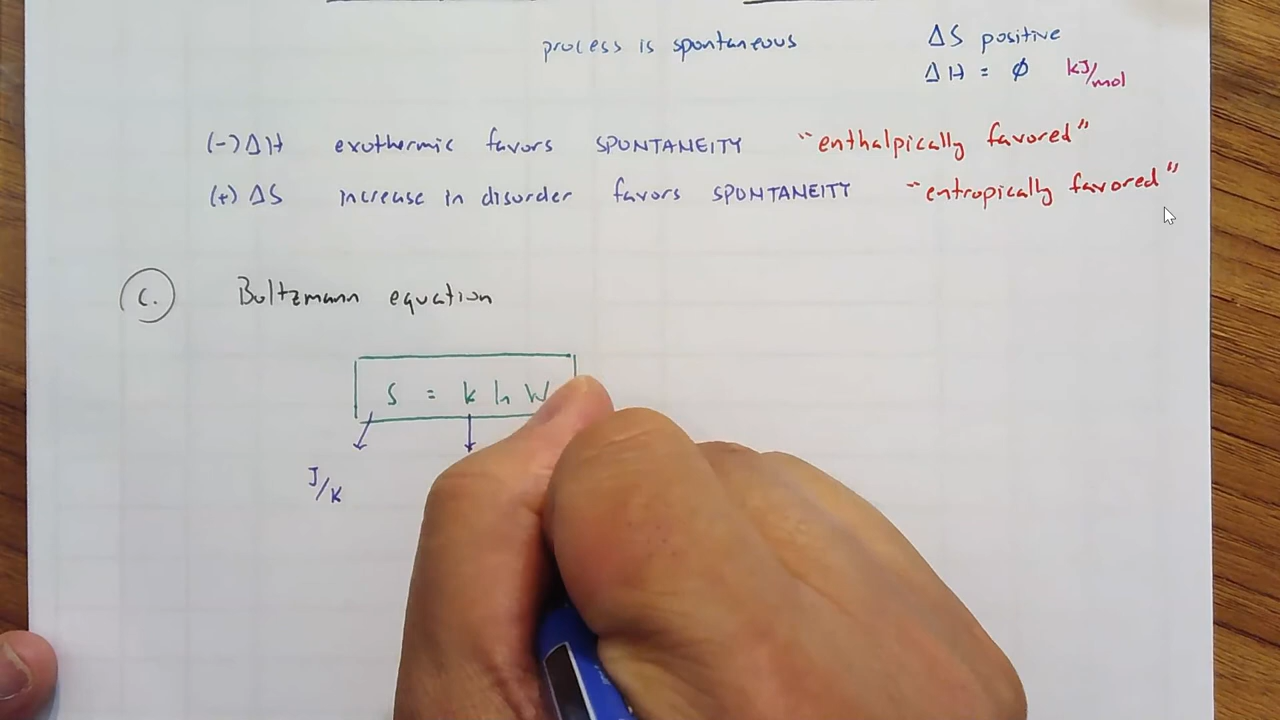 process is spontaneous
ΔS positive
ΔH = ϕ kJ/mol
(-) ΔH exothermic favors SPONTANEITY "enthalpically favored"
(+) ΔS increase in disorder favors SPONTANEITY "entropically favored"
C. Boltzmann equation
S = k ln W
J/K